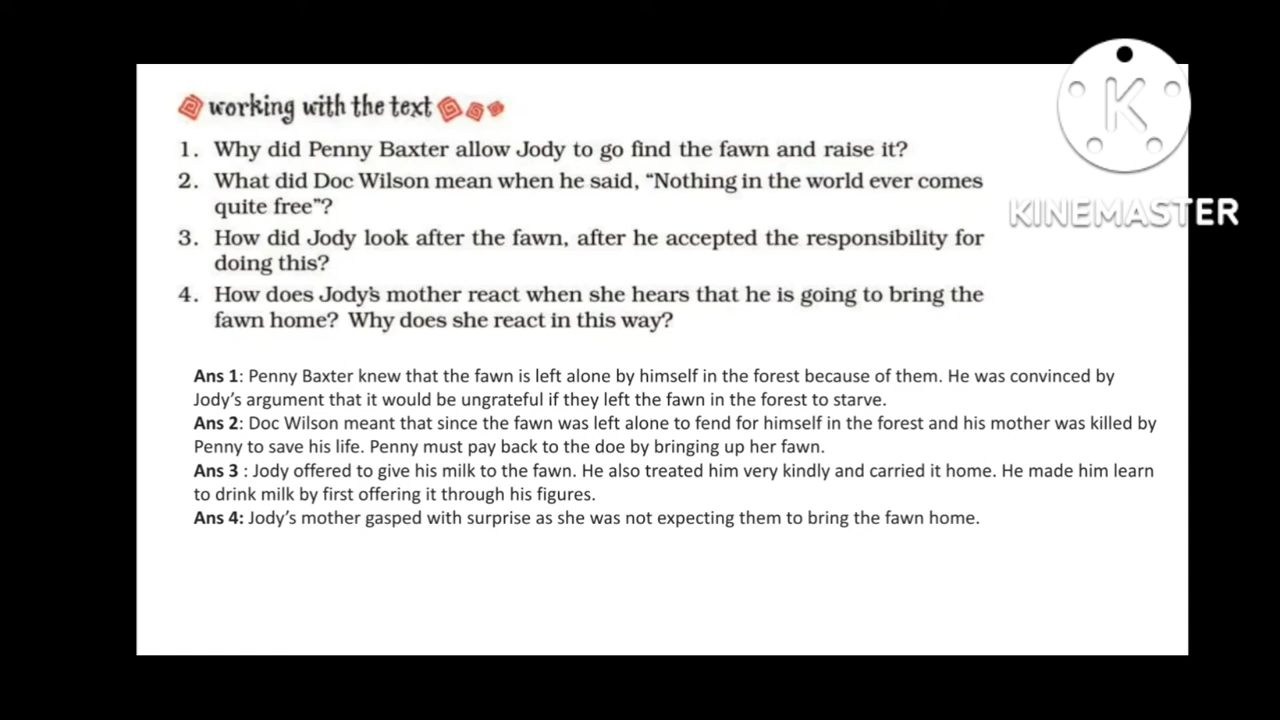 working with the text
1. Why did Penny Baxter allow Jody to go find the fawn and raise it?
2. What did Doc Wilson mean when he said, “Nothing in the world ever comes
quite free”?
3. How did Jody look after the fawn, after he accepted the responsibility for
doing this?
4. How does Jody's mother react when she hears that he is going to bring the
fawn home? Why does she react in this way?
K
KINEMASTER
Ans 1: Penny Baxter knew that the fawn is left alone by himself in the forest because of them. He was convinced by
Jody’s argument that it would be ungrateful if they left the fawn in the forest to starve.
Ans 2: Doc Wilson meant that since the fawn was left alone to fend for himself in the forest and his mother was killed by
Penny to save his life. Penny must pay back to the doe by bringing up her fawn.
Ans 3 : Jody offered to give his milk to the fawn. He also treated him very kindly and carried it home. He made him learn
to drink milk by first offering it through his figures.
Ans 4: Jody’s mother gasped with surprise as she was not expecting them to bring the fawn home.